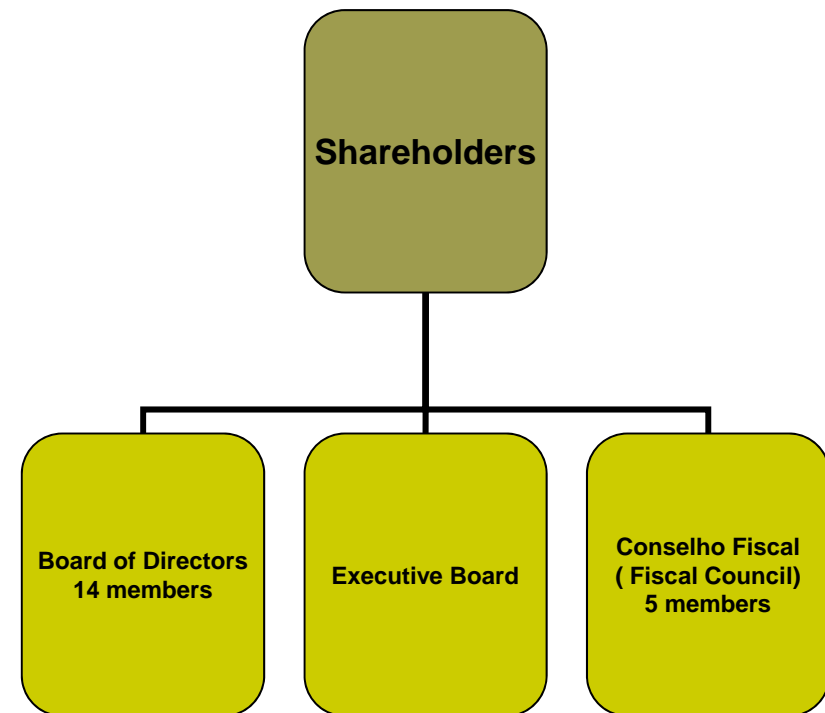 Shareholders
Board of Directors
14 members
Executive Board
Conselho Fiscal
( Fiscal Council)
5 members